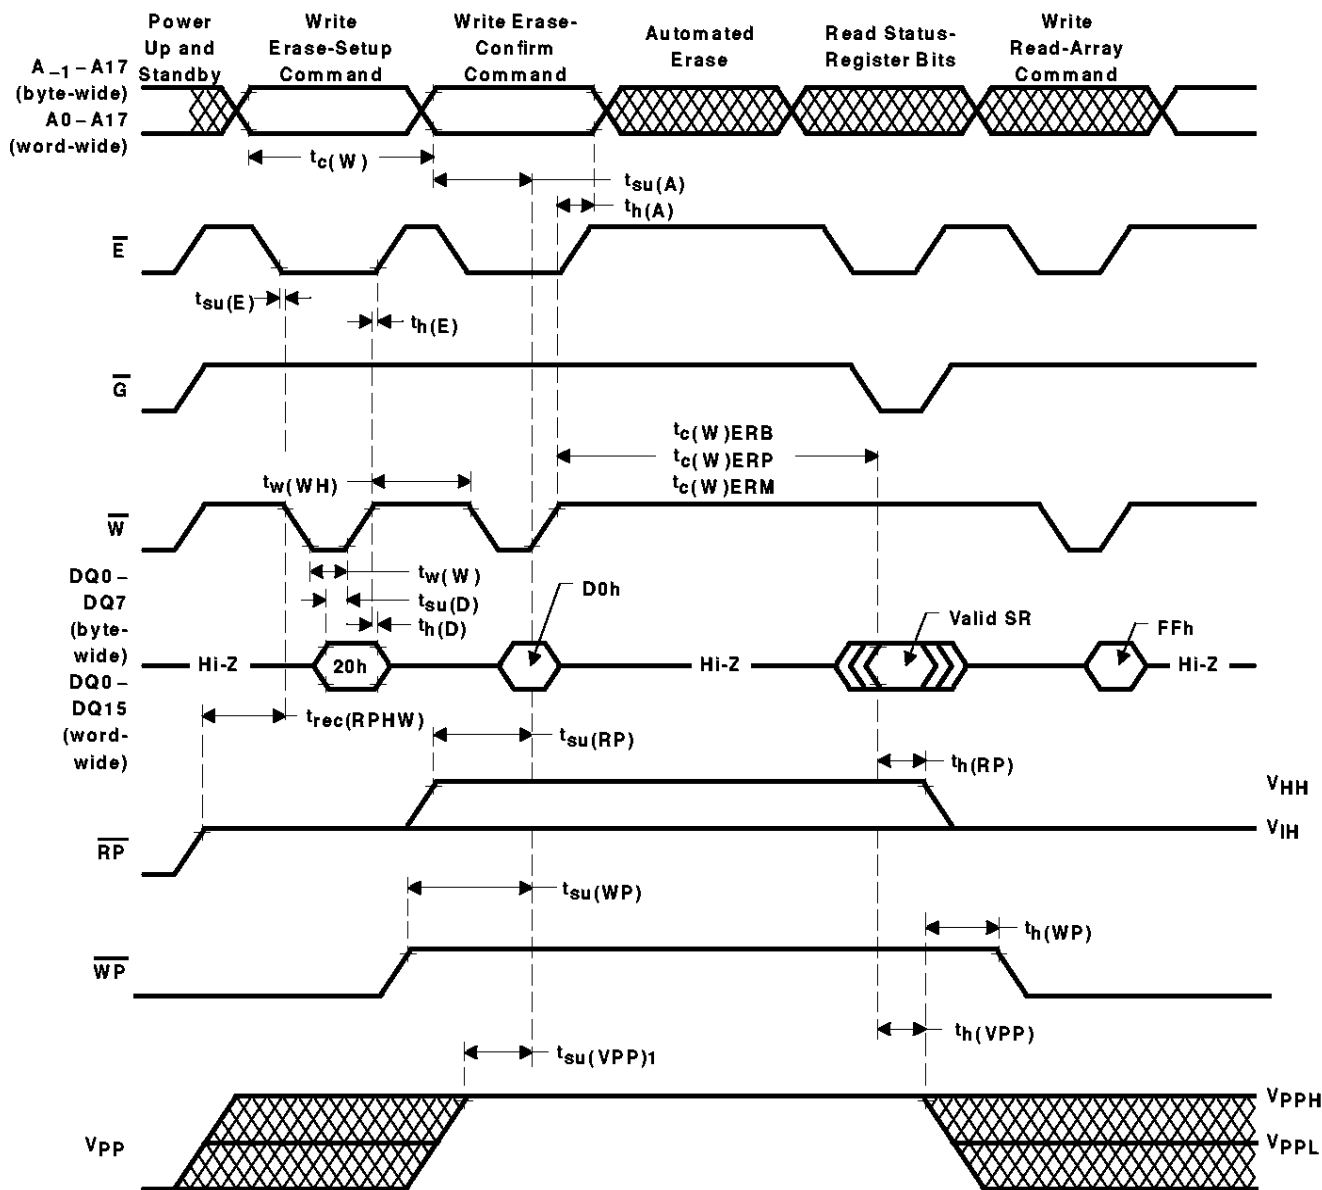 Power
Up and
Standby
Write
Erase-Setup
Command
Write Erase-
Confirm
Command
Automated
Erase
Read Status-
Register Bits
Write
Read-Array
Command
A–1 – A17
(byte-wide)
A0 – A17
(word-wide)
tc(W)
tsu(A)
th(A)
E
tsu(E)
th(E)
G
tc(W)ERB
tc(W)ERP
tc(W)ERM
tw(WH)
W
tw(W)
tsu(D)
th(D)
DQ0 –
DQ7
(byte-
wide)
DQ0 –
DQ15
(word-
wide)
Hi-Z
20h
D0h
Hi-Z
Valid SR
FFh
Hi-Z
trec(RPHW)
tsu(RP)
th(RP)
VHH
VIH
RP
tsu(WP)
th(WP)
WP
th(VPP)
tsu(VPP)1
VPPH
VPP
VPPL